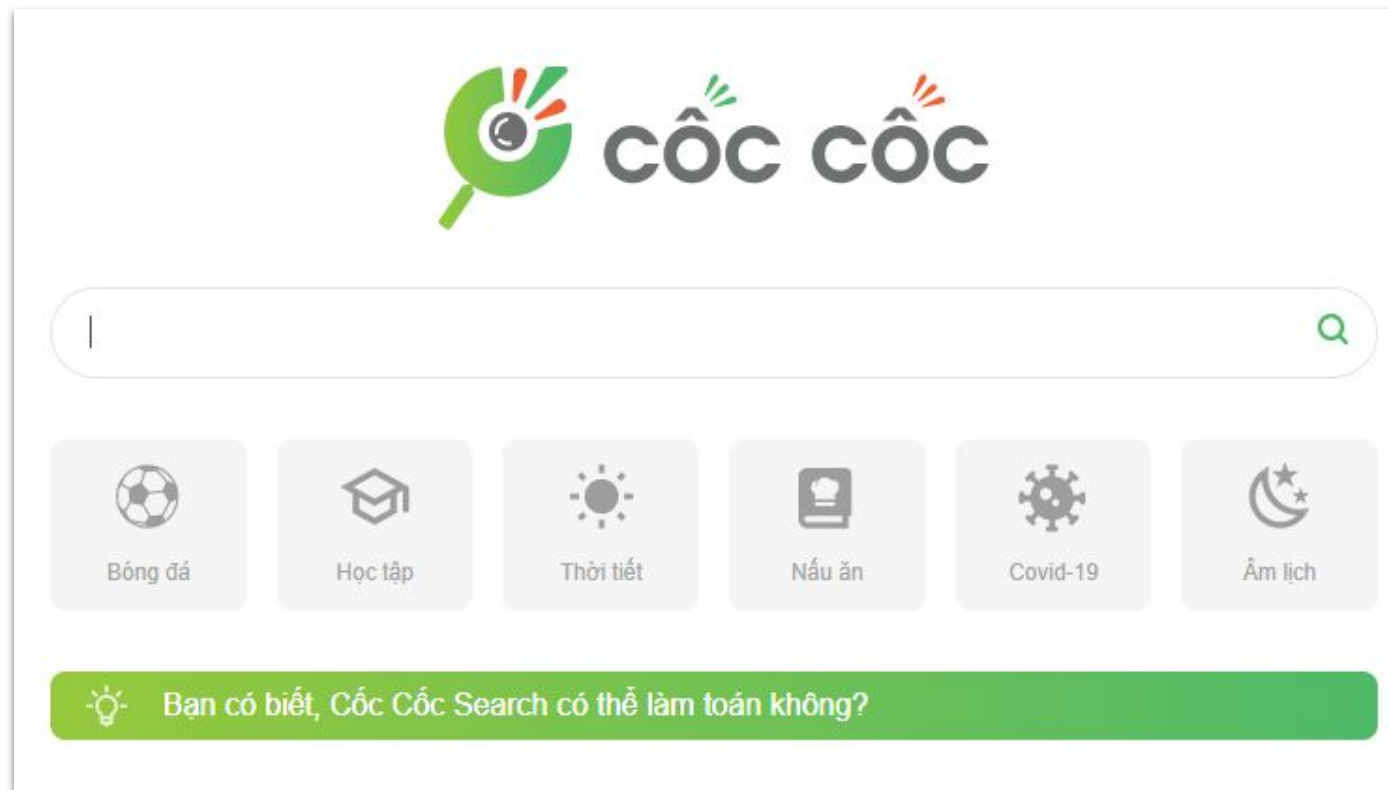 cốc cốc
Bóng đá
Học tập
Thời tiết
Nấu ăn
Covid-19
Âm lịch
Bạn có biết, Cốc Cốc Search có thể làm toán không?